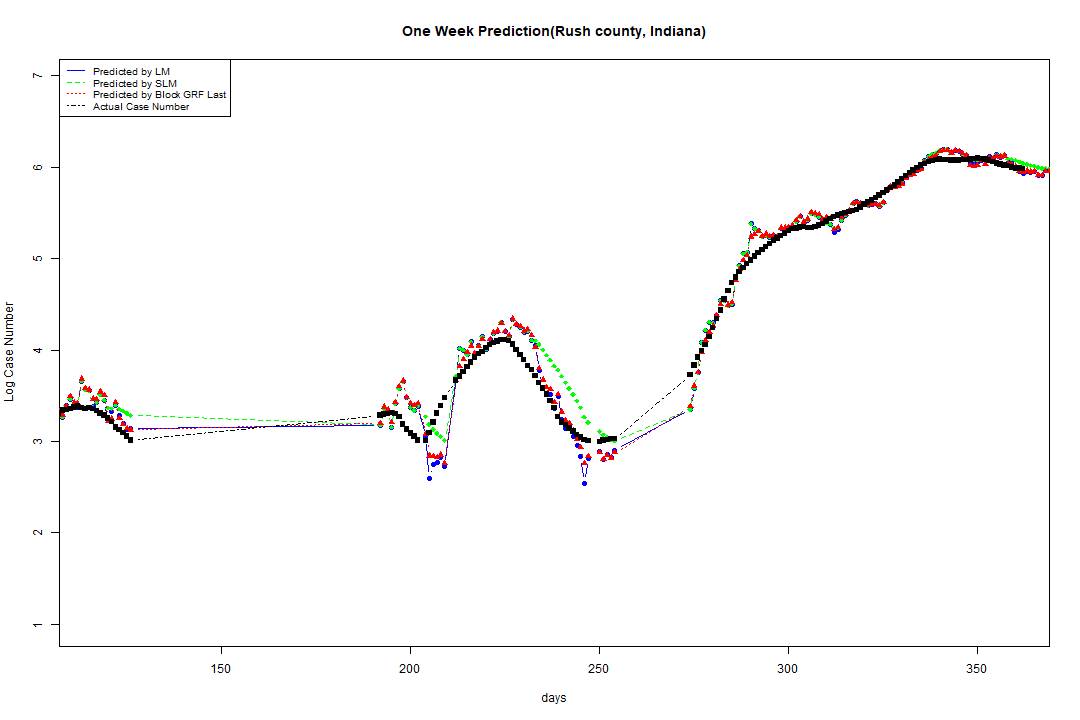 One Week Prediction(Rush county, Indiana)
Predicted by LM
Predicted by SLM
Predicted by Block GRF Last
Actual Case Number
7
6
5
4
3
2
1
Log Case Number
150 200 250 300 350
days